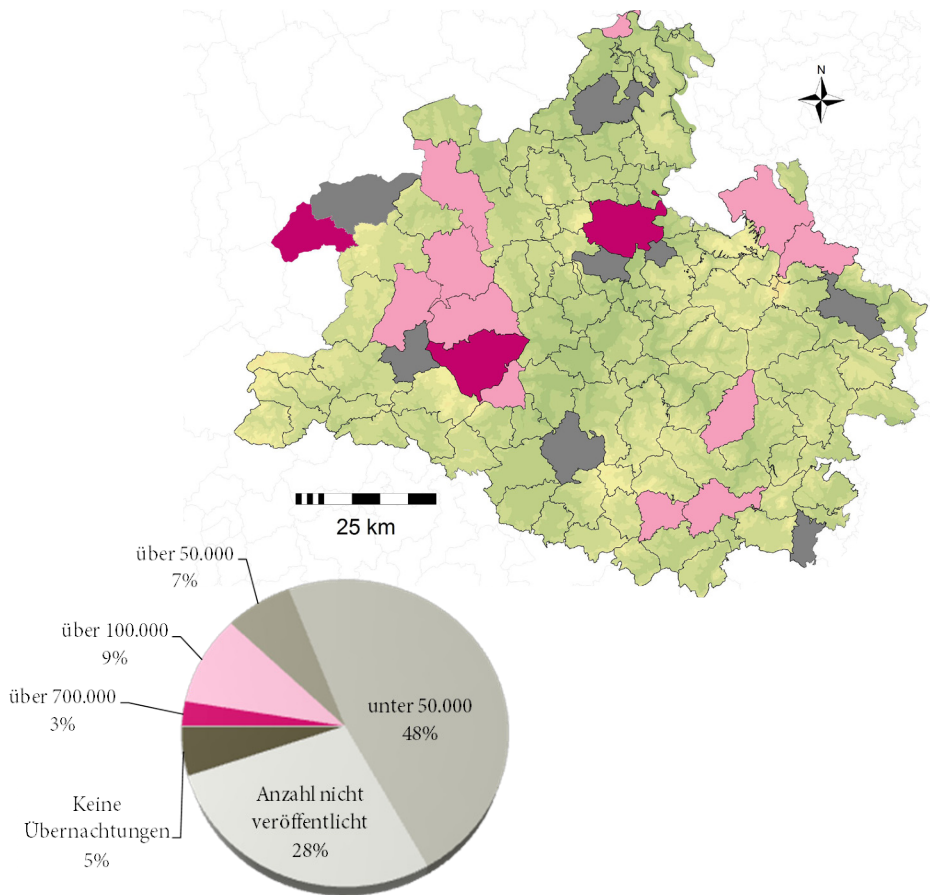 N
25 km
über 50.000
7%
über 100.000
9%
über 700.000
3%
unter 50.000
48%
Anzahl nicht
veröffentlicht
28%
Keine
Übernachtungen
5%